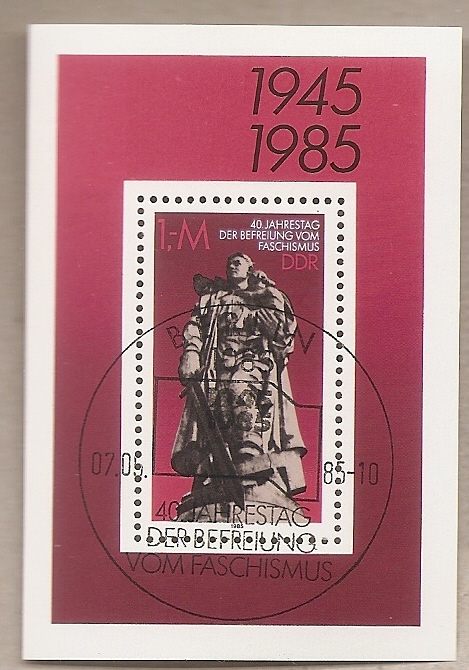 1945
1985
1,-M
40. JAHRESTAG
DER BEFREIUNG VOM
FASCHISMUS
DDR
07.05.
85-10
1985
40. JAHRESTAG
DER BEFREIUNG
VOM FASCHISMUS